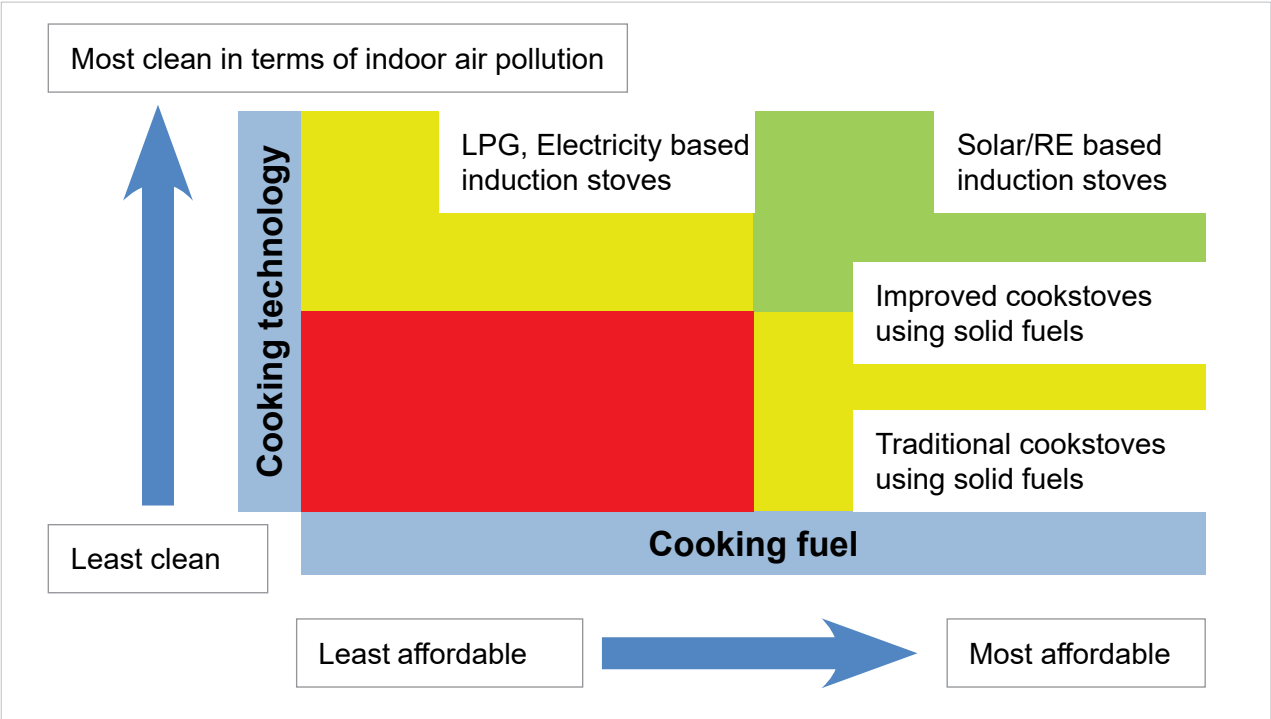 Most clean in terms of indoor air pollution
Cooking technology
LPG, Electricity based
induction stoves
Solar/RE based
induction stoves
Improved cookstoves
using solid fuels
Traditional cookstoves
using solid fuels
Least clean
Cooking fuel
Least affordable
Most affordable